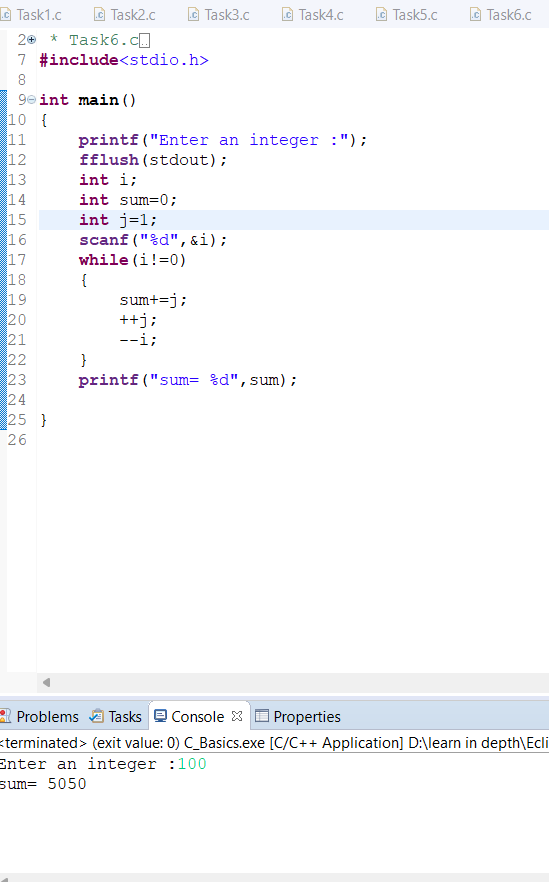 Task1.c Task2.c Task3.c Task4.c Task5.c Task6.c
2 * Task6.c
7 #include<stdio.h>
8
9 int main()
10 {
11     printf("Enter an integer :");
12     fflush(stdout);
13     int i;
14     int sum=0;
15     int j=1;
16     scanf("%d",&i);
17     while(i!=0)
18     {
19         sum+=j;
20         ++j;
21         --i;
22     }
23     printf("sum= %d",sum);
24
25 }
26
Problems Tasks Console Properties
<terminated> (exit value: 0) C_Basics.exe [C/C++ Application] D:\learn in depth\Ecli
Enter an integer :100
sum= 5050